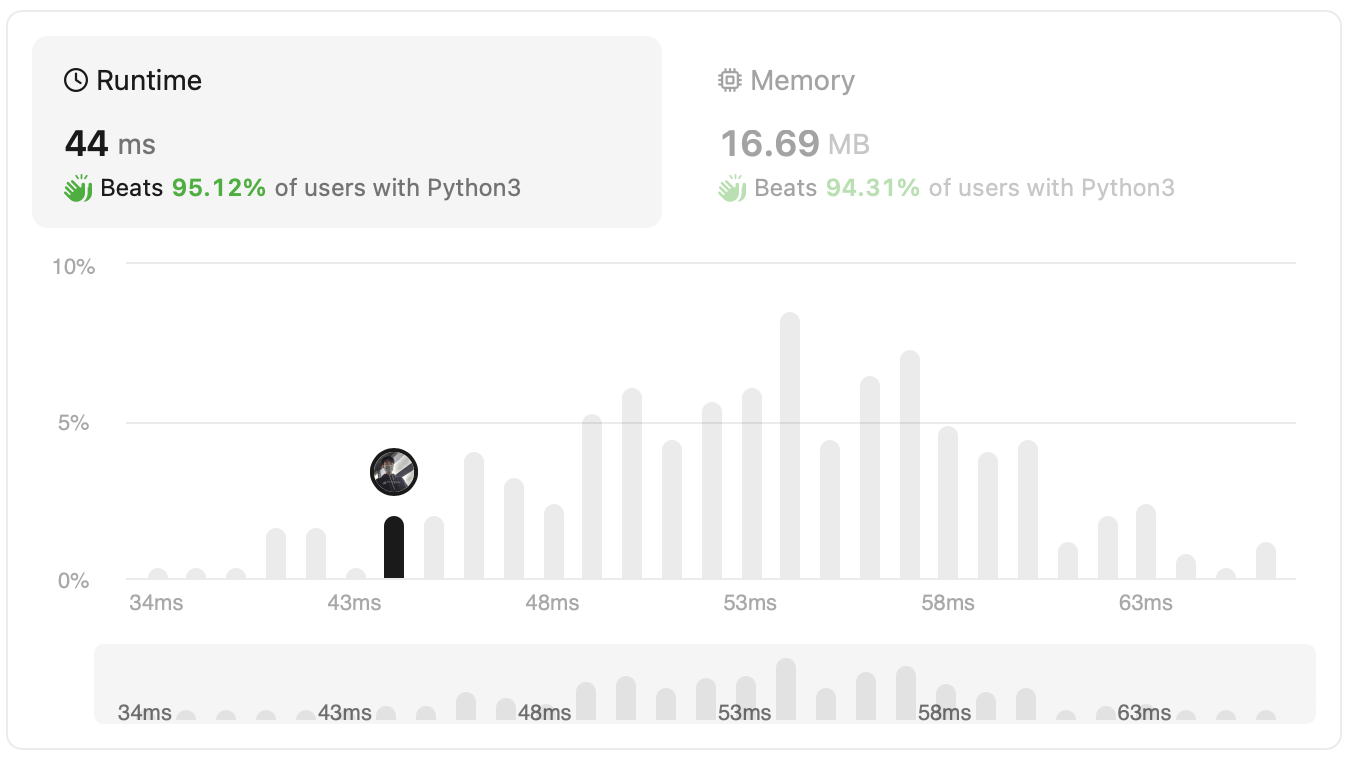 Runtime
44 ms
Beats 95.12% of users with Python3
Memory
16.69 MB
Beats 94.31% of users with Python3
10%
5%
0%
34ms 43ms 48ms 53ms 58ms 63ms
34ms 43ms 48ms 53ms 58ms 63ms